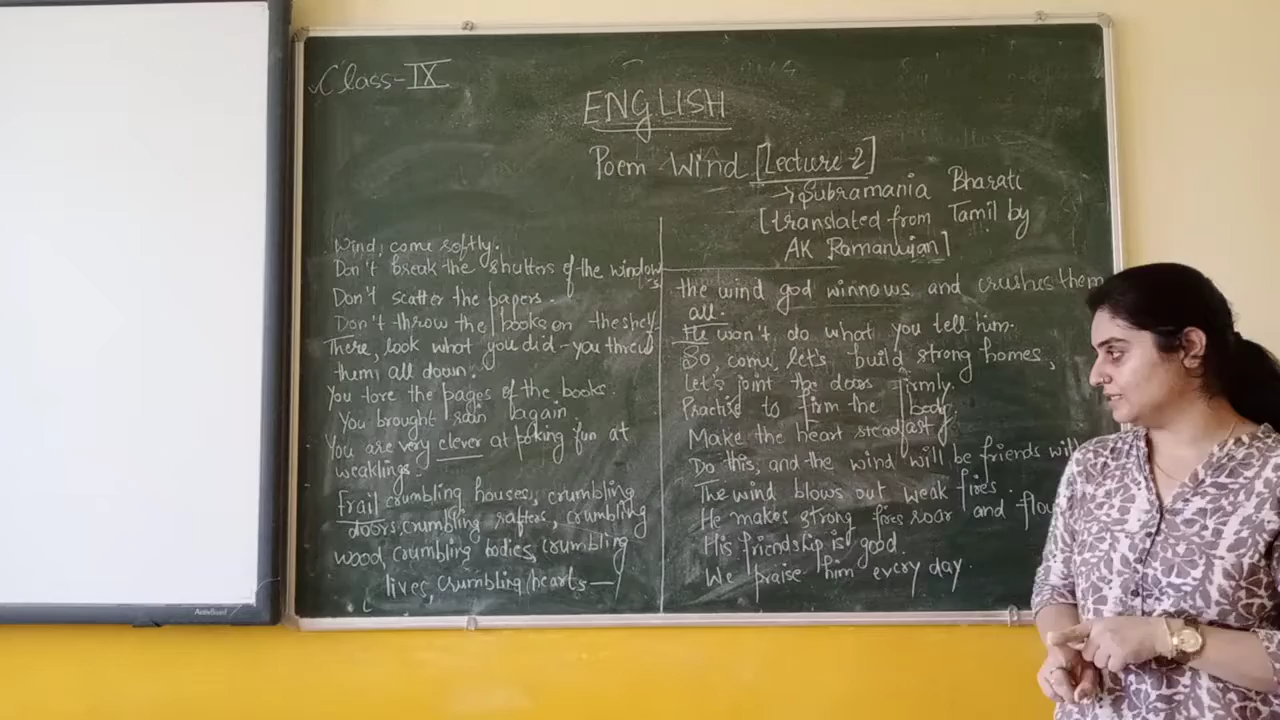 Class-IX
ENGLISH
Poem Wind [Lecture-2]
→ Subramania Bharati
[translated from Tamil by
AK Ramanujan]
Wind, come softly.
Don't break the shutters of the windows
Don't scatter the papers.
Don't throw the books on the shelf.
There, look what you did - you threw
them all down.
You tore the pages of the books.
You brought rain again.
You are very clever at poking fun at
weaklings.
Frail crumbling houses, crumbling
doors, crumbling rafters, crumbling
wood, crumbling bodies, crumbling
lives, crumbling hearts—
the wind god winnows and crushes them
all.
He won't do what you tell him.
So, come, let's build strong homes,
Let's joint the doors firmly.
Practise to firm the body.
Make the heart steadfast
Do this, and the wind will be friends with
The wind blows out weak fires.
He makes strong fires roar and flou
His friendship is good.
We praise him every day.
AutoBoard